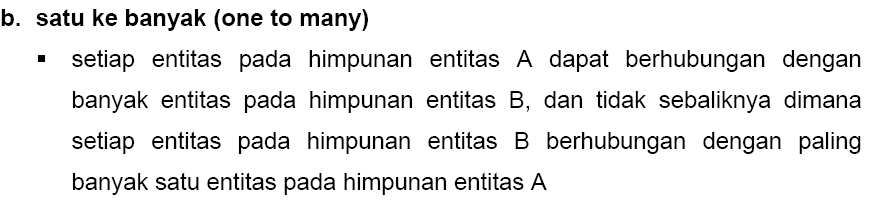 b. satu ke banyak (one to many)
▪ setiap entitas pada himpunan entitas A dapat berhubungan dengan
banyak entitas pada himpunan entitas B, dan tidak sebaliknya dimana
setiap entitas pada himpunan entitas B berhubungan dengan paling
banyak satu entitas pada himpunan entitas A